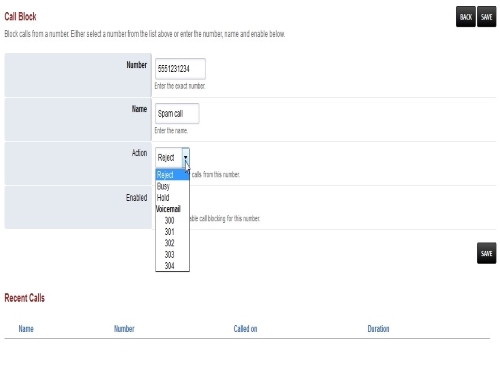 Call Block
BACK SAVE
Block calls from a number. Either select a number from the list above or enter the number, name and enable below.
Number
5551231234
Enter the exact number.
Name
Spam call
Enter the name.
Action
Reject
Reject
calls from this number.
Busy
Enabled
Hold
Voicemail
300
able call blocking for this number.
301
302
303
304
SAVE
Recent Calls
Name Number Called on Duration